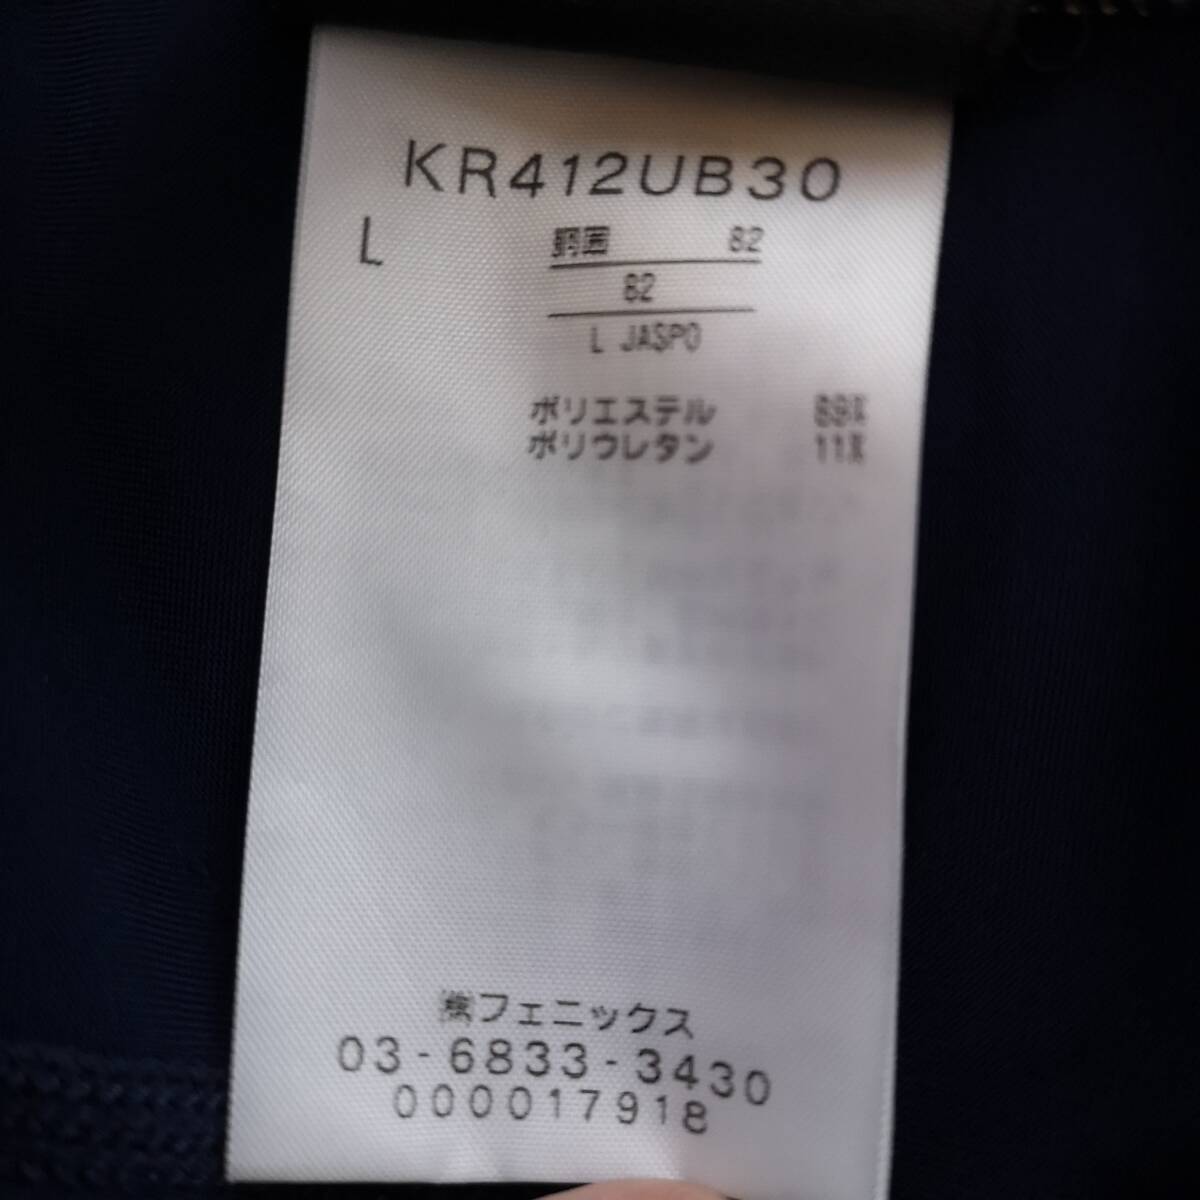 KR412UB30
L 胴囲 82
82
L JASPO
ポリエステル 89%
ポリウレタン 11%
㈱フェニックス
03-6833-3430
000017918